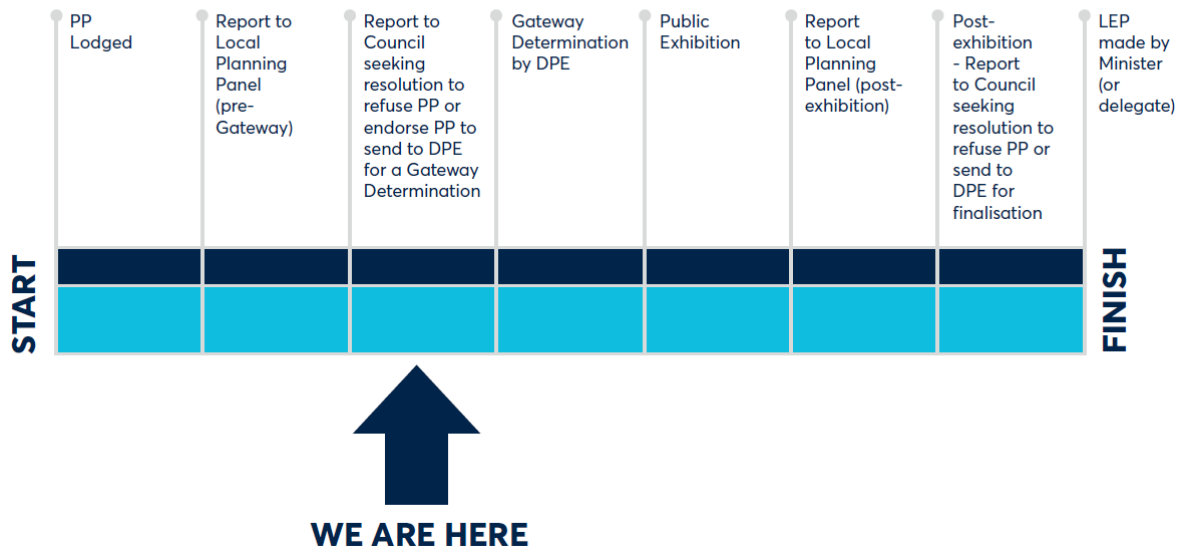 PP
Lodged
Report to
Local
Planning
Panel
(pre-
Gateway)
Report to
Council
seeking
resolution to
refuse PP or
endorse PP to
send to DPE
for a Gateway
Determination
Gateway
Determination
by DPE
Public
Exhibition
Report
to Local
Planning
Panel (post-
exhibition)
Post-
exhibition
- Report
to Council
seeking
resolution to
refuse PP or
send to
DPE for
finalisation
LEP
made by
Minister
(or
delegate)
START
FINISH
WE ARE HERE